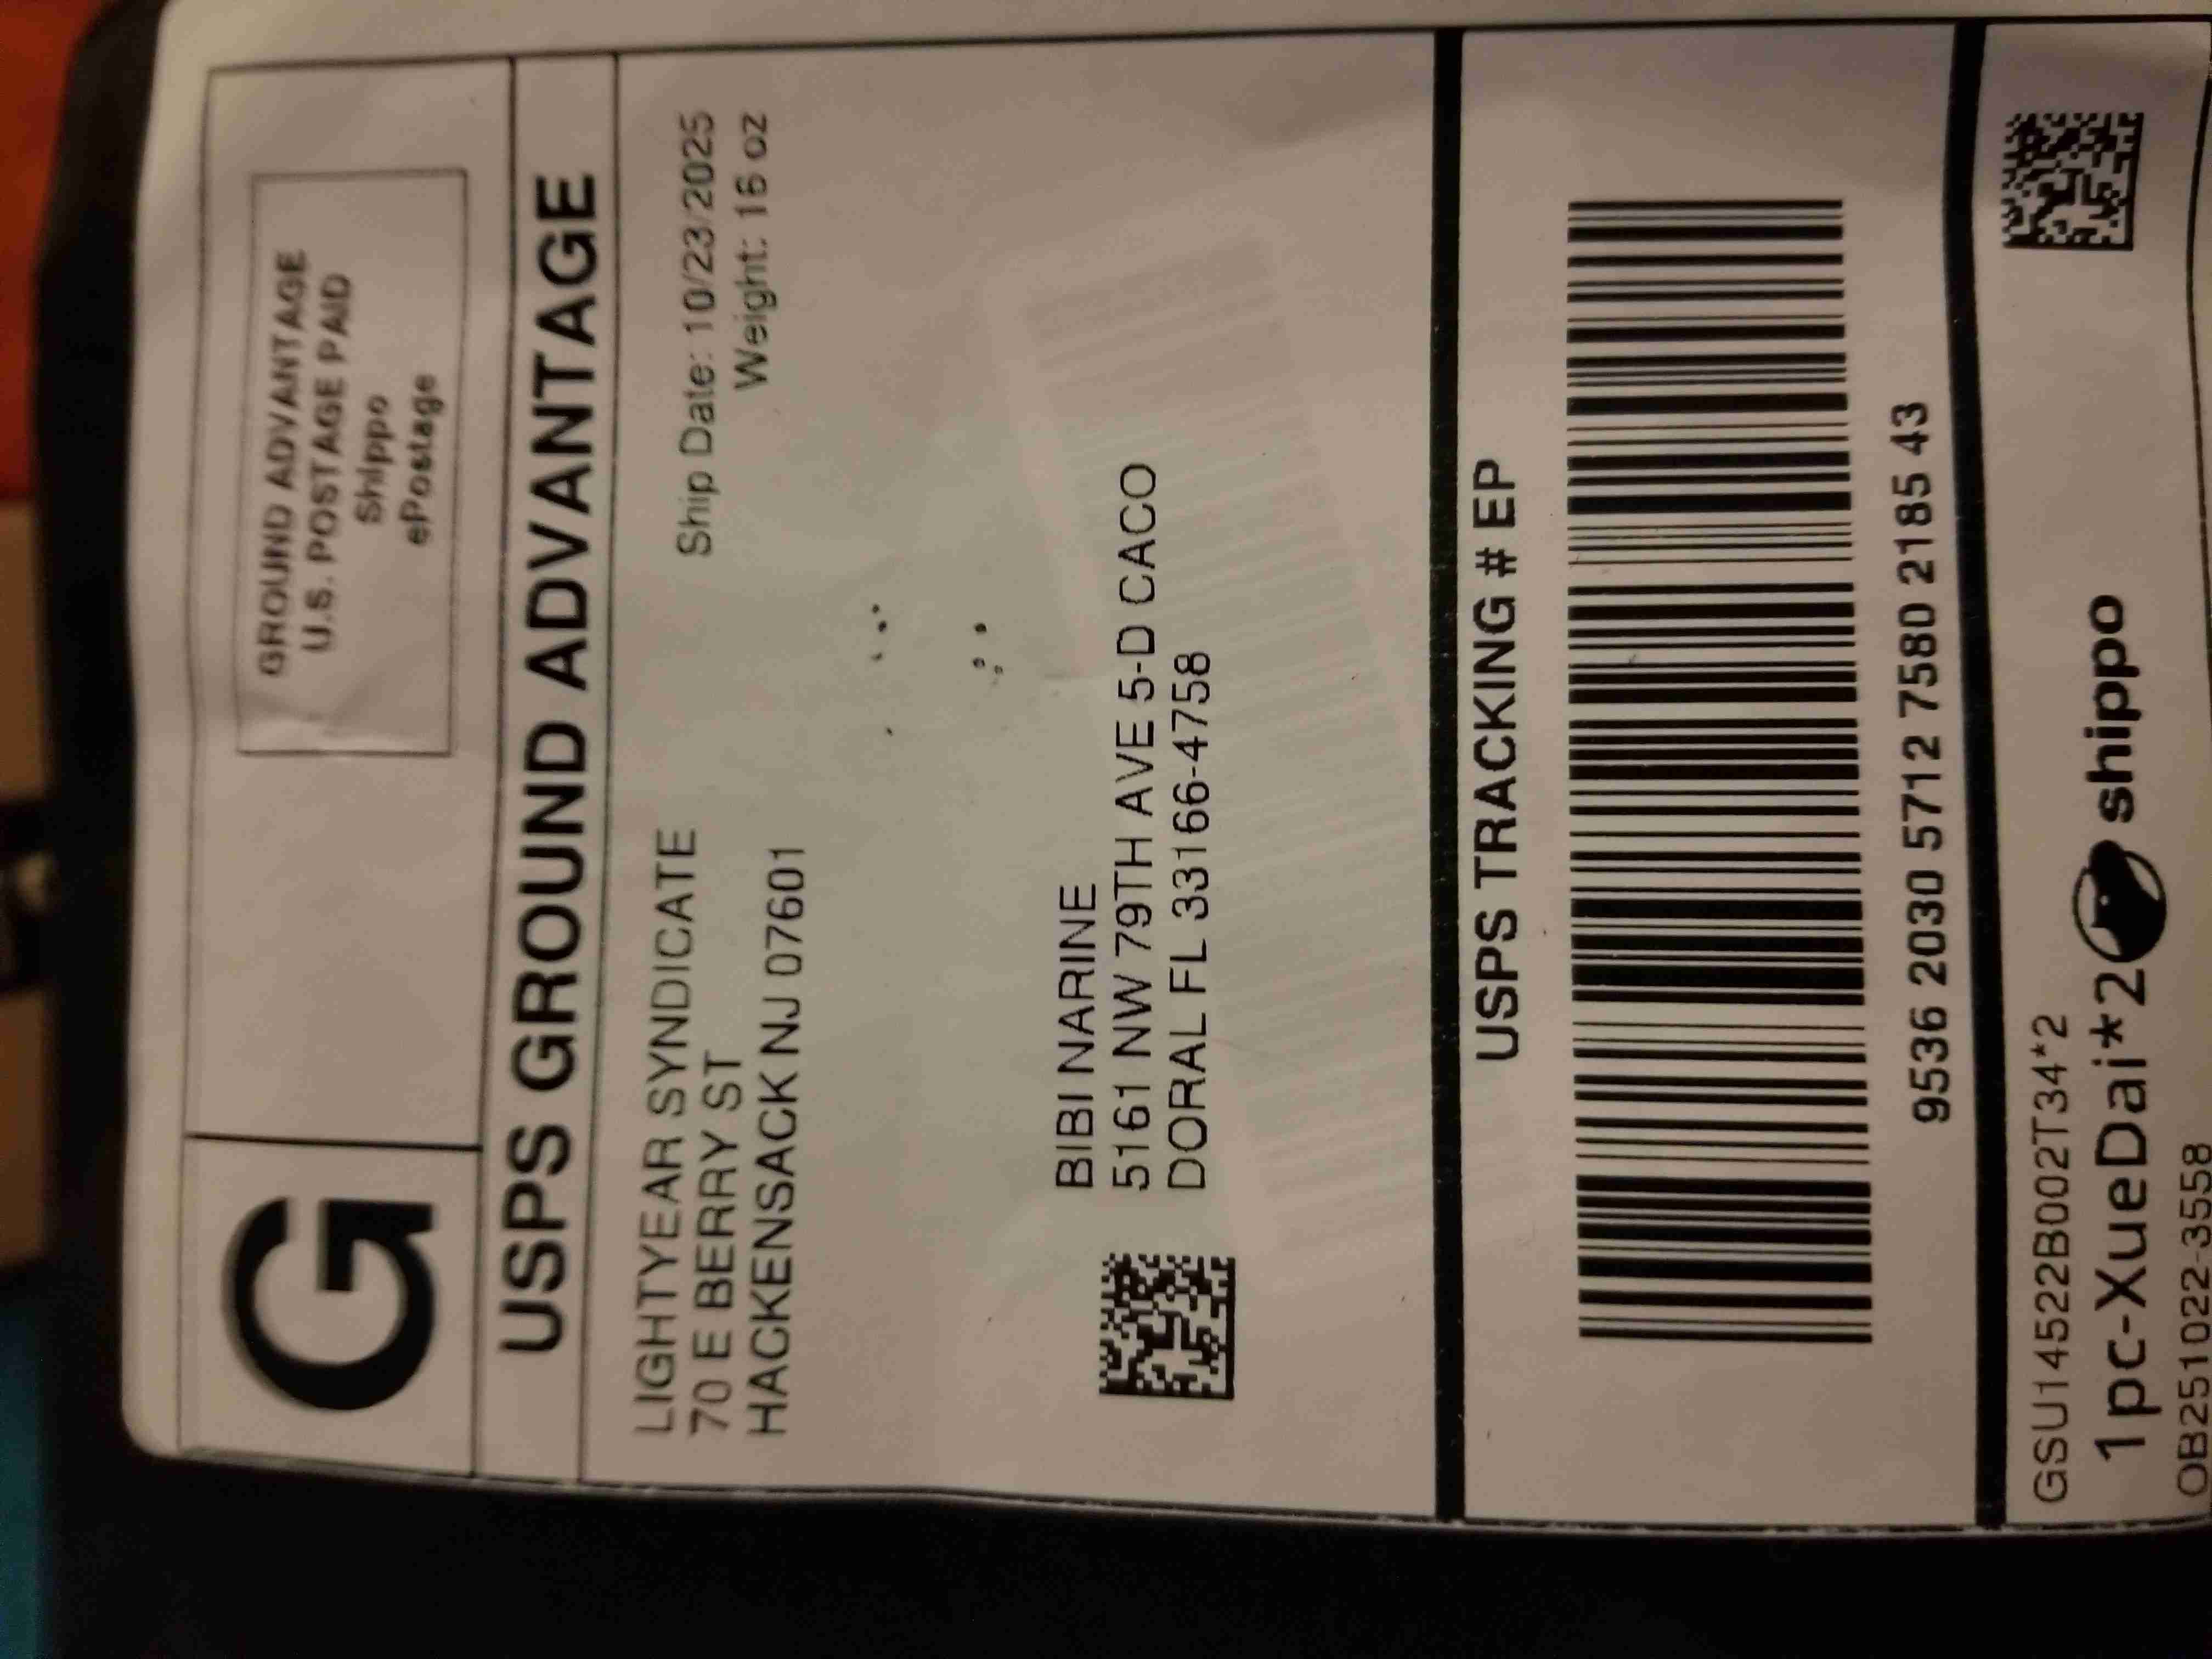 G
GROUND ADVANTAGE
U.S. POSTAGE PAID
Shippo
ePostage
USPS GROUND ADVANTAGE
LIGHTYEAR SYNDICATE
70 E BERRY ST
HACKENSACK NJ 07601
Ship Date: 10/23/2025
Weight: 16 oz
BIBI NARINE
5161 NW 79TH AVE 5-D CACO
DORAL FL 33166-4758
USPS TRACKING # EP
9536 2030 5712 7580 2185 43
GSU14522B002T34*2
1pc-XueDai*2
shippo
OB251022-3558